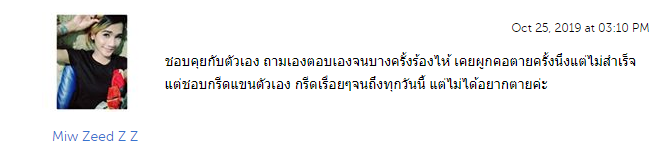 Oct 25, 2019 at 03:10 PM
ชอบคุยกับตัวเอง ถามเองตอบเองจนบางครั้งร้องไห้ เคยผูกคอตายครั้งนึงแต่ไม่สำเร็จ
แต่ชอบกรีดแขนตัวเอง กรีดเรื่อยๆจนถึงทุกวันนี้ แต่ไม่ได้อยากตายค่ะ
Miw Zeed Z Z